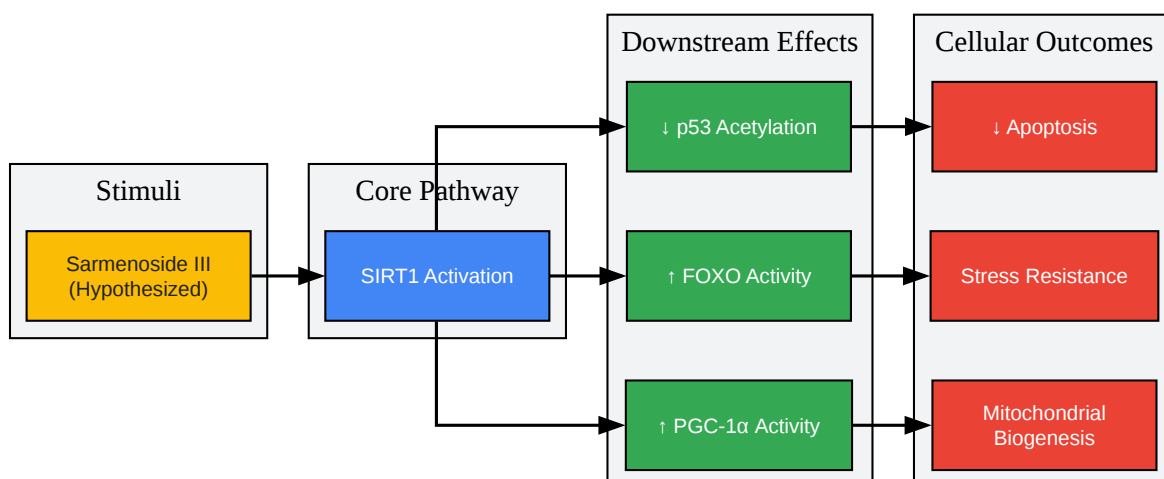 Downstream Effects
Cellular Outcomes
↓ p53 Acetylation
↓ Apoptosis
Stimuli
Core Pathway
Sarmenoside III
(Hypothesized)
SIRT1 Activation
↑ FOXO Activity
Stress Resistance
↑ PGC-1α Activity
Mitochondrial
Biogenesis